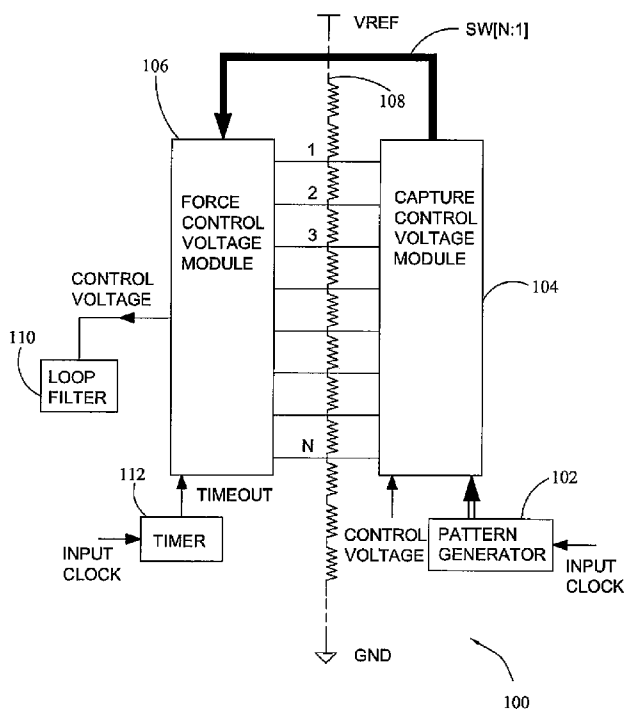 VREF
SW[N:1]
106
108
1
2
3
N
FORCE
CONTROL
VOLTAGE
MODULE
CAPTURE
CONTROL
VOLTAGE
MODULE
104
CONTROL
VOLTAGE
110
LOOP
FILTER
112
TIMEOUT
TIMER
INPUT
CLOCK
CONTROL
VOLTAGE
102
PATTERN
GENERATOR
INPUT
CLOCK
GND
100